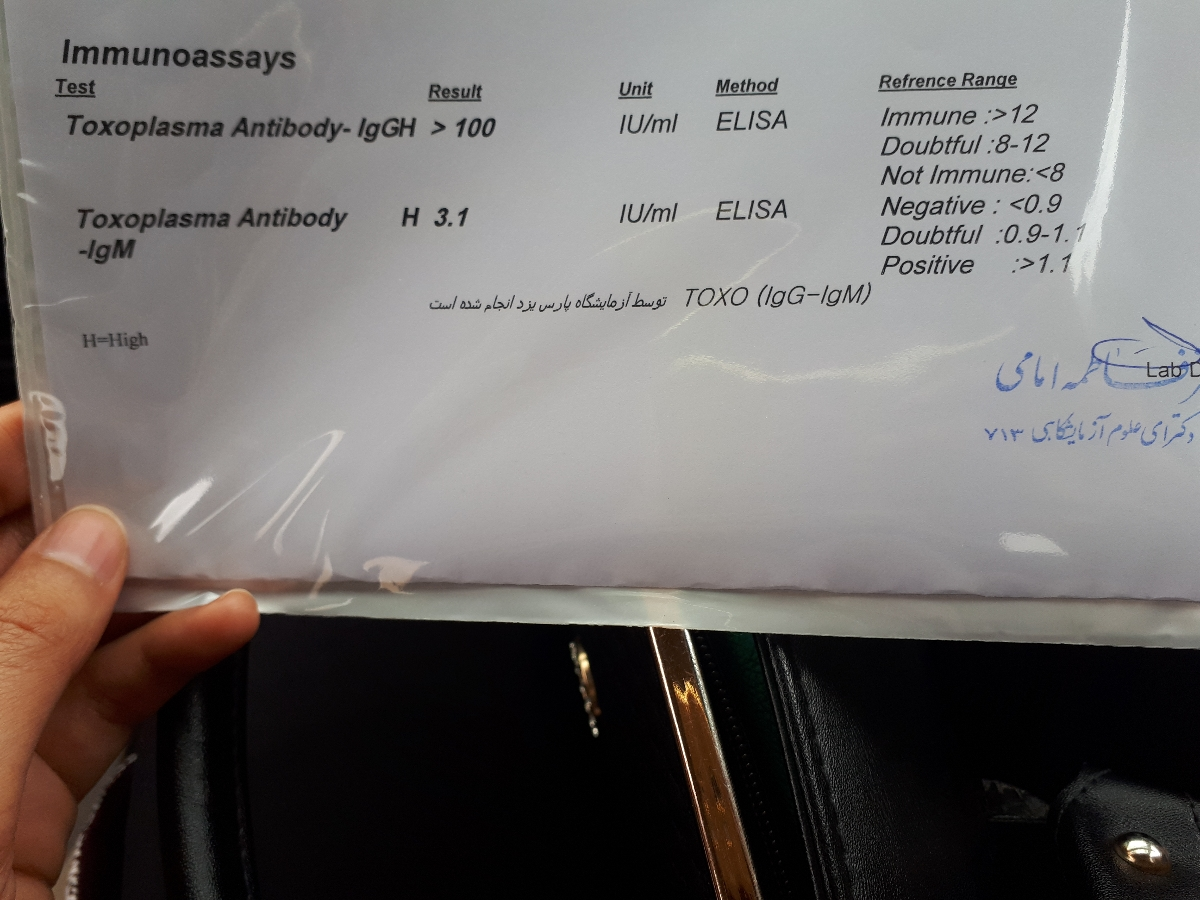 Immunoassays
Test Result Unit Method Refrence Range
Toxoplasma Antibody- IgGH > 100 IU/ml ELISA Immune :>12
Doubtful :8-12
Not Immune:<8
Toxoplasma Antibody H 3.1 IU/ml ELISA Negative : <0.9
-IgM Doubtful :0.9-1.1
Positive :>1.1
توسط آزمایشگاه پارس یزد انجام شده است TOXO (IgG-IgM)
H=High
فاطمه امامی
Lab D
دکترای علوم آزمایشگاهی ۷۱۳